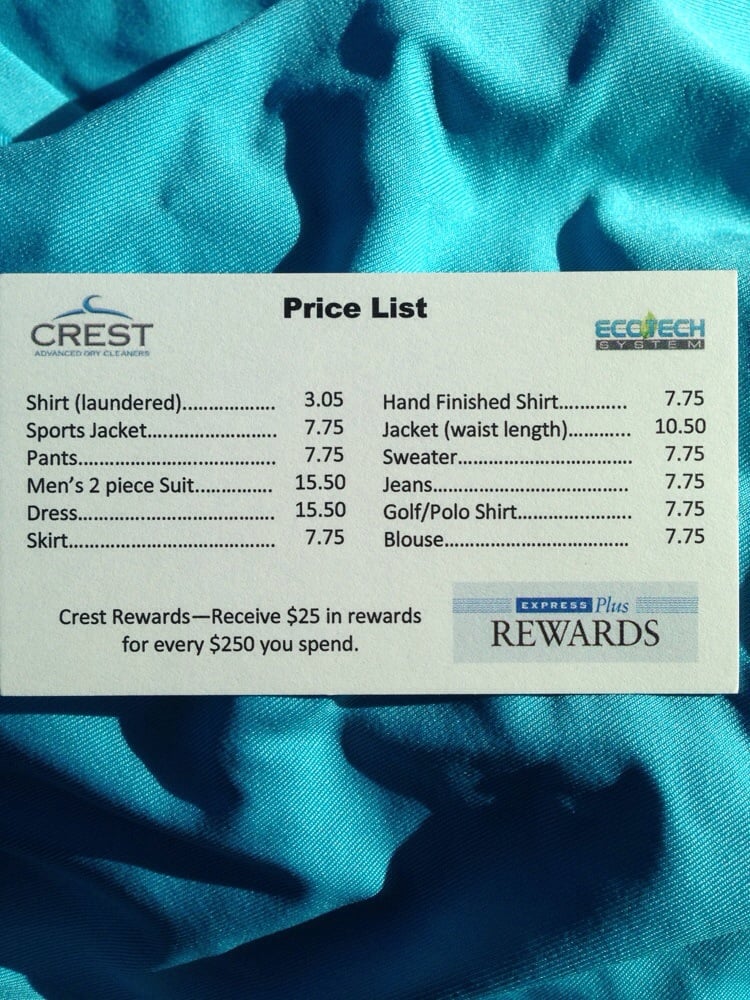 Price List
CREST
ADVANCED DRY CLEANERS
ECOTECH
SYSTEM
Shirt (laundered)................. 3.05
Sports Jacket....................... 7.75
Pants................................... 7.75
Men's 2 piece Suit.............. 15.50
Dress................................... 15.50
Skirt..................................... 7.75
Hand Finished Shirt............ 7.75
Jacket (waist length)........... 10.50
Sweater............................... 7.75
Jeans................................... 7.75
Golf/Polo Shirt.................... 7.75
Blouse................................. 7.75
Crest Rewards—Receive $25 in rewards
for every $250 you spend.
EXPRESS Plus
REWARDS